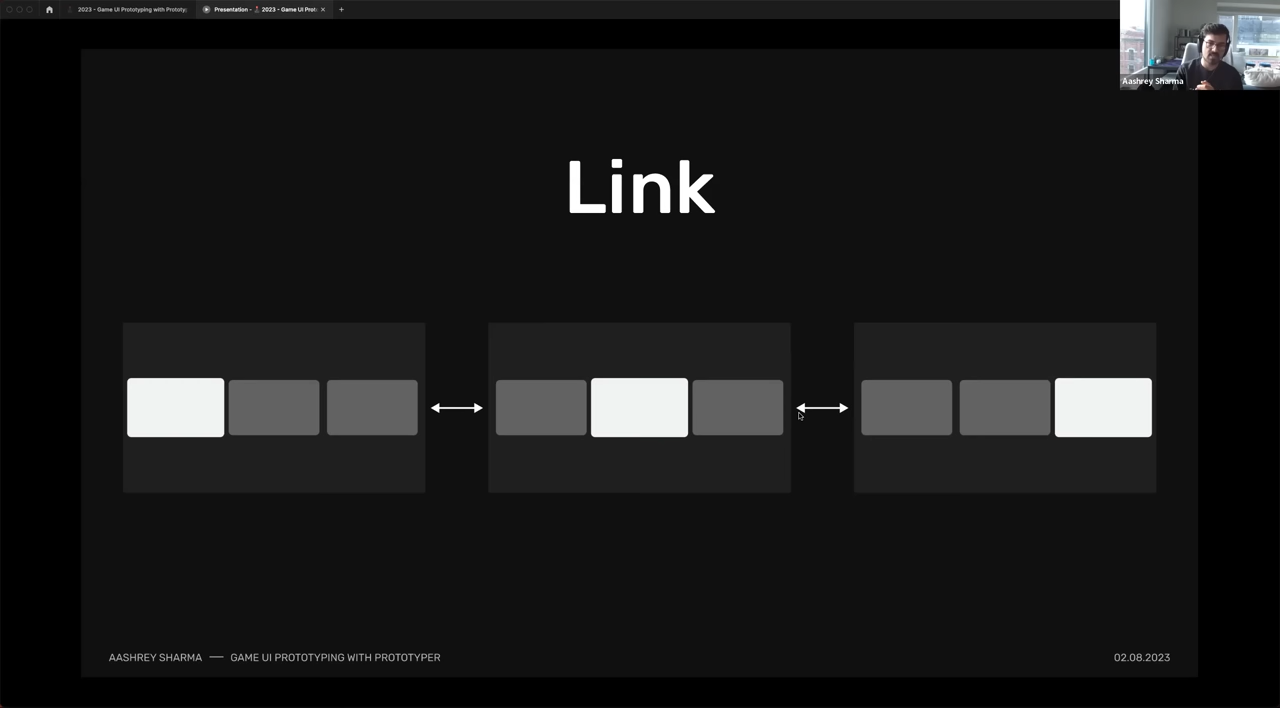 2023 - Game UI Prototyping with Prototy
Presentation - 2023 - Game UI Prot
Aashrey Sharma
Link
AASHREY SHARMA — GAME UI PROTOTYPING WITH PROTOTYPER
02.08.2023